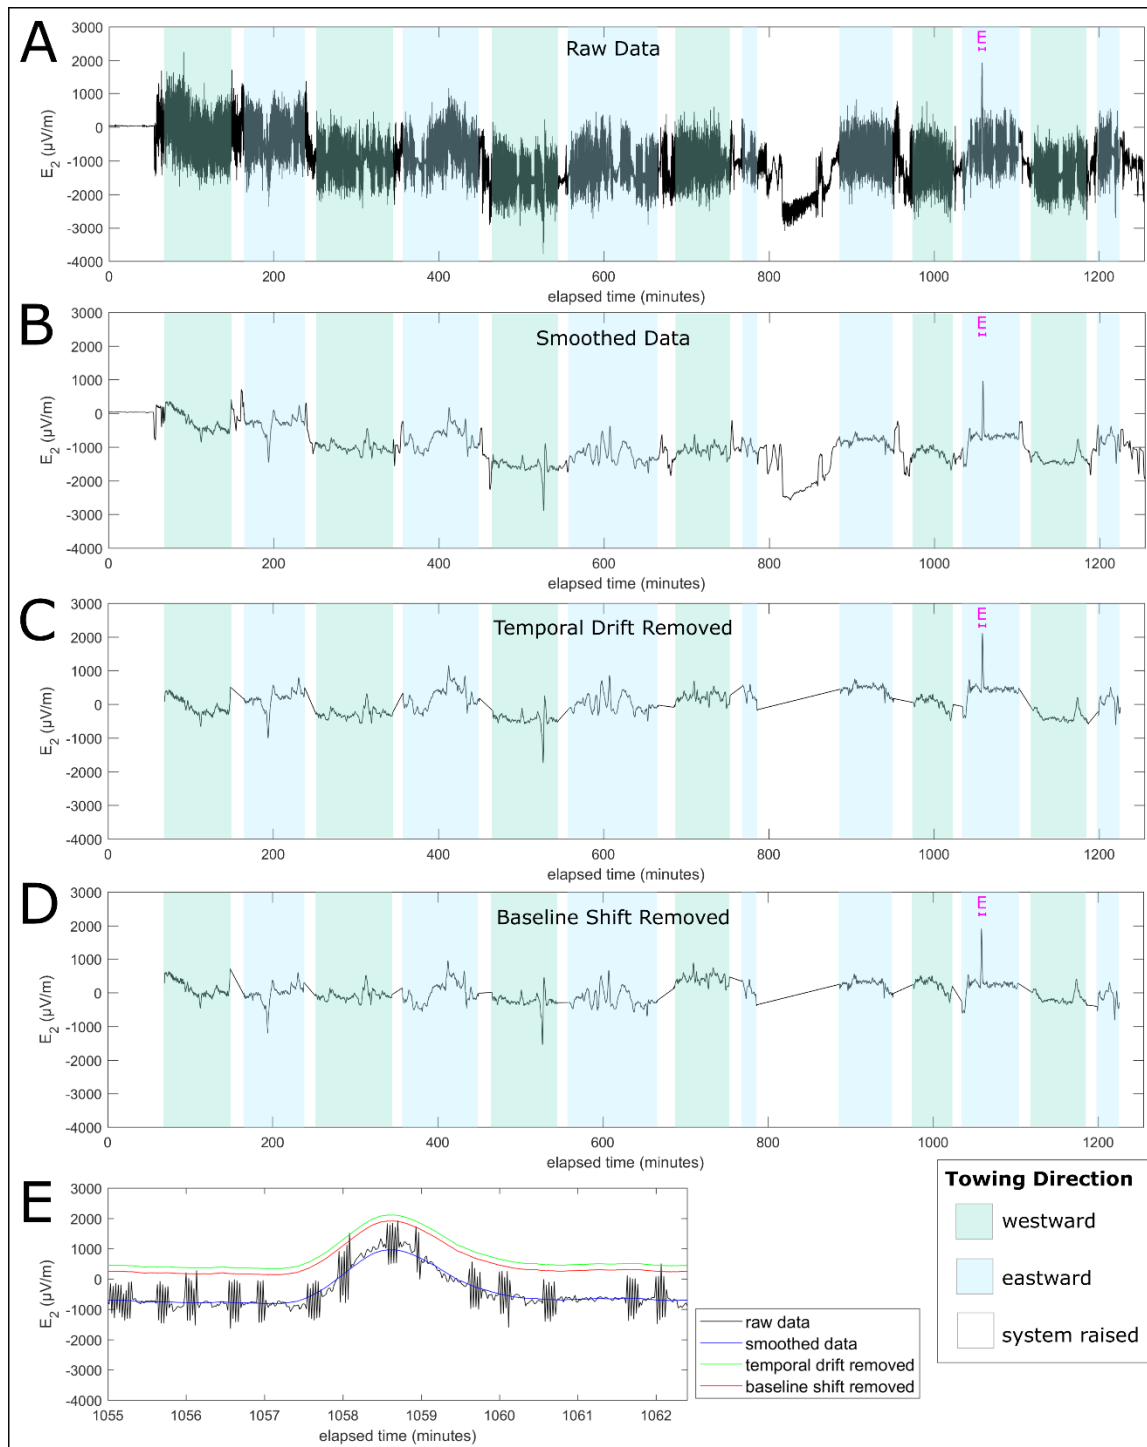 A
Raw Data
E
3000
2000
1000
0
-1000
-2000
-3000
-4000
E2 (µV/m)
0 200 400 600 800 1000 1200
elapsed time (minutes)
B
Smoothed Data
E
3000
2000
1000
0
-1000
-2000
-3000
-4000
E2 (µV/m)
0 200 400 600 800 1000 1200
elapsed time (minutes)
C
Temporal Drift Removed
E
3000
2000
1000
0
-1000
-2000
-3000
-4000
E2 (µV/m)
0 200 400 600 800 1000 1200
elapsed time (minutes)
D
Baseline Shift Removed
E
3000
2000
1000
0
-1000
-2000
-3000
-4000
E2 (µV/m)
0 200 400 600 800 1000 1200
elapsed time (minutes)
E
3000
2000
1000
0
-1000
-2000
-3000
-4000
E2 (µV/m)
1055 1056 1057 1058 1059 1060 1061 1062
elapsed time (minutes)
raw data
smoothed data
temporal drift removed
baseline shift removed
Towing Direction
westward
eastward
system raised